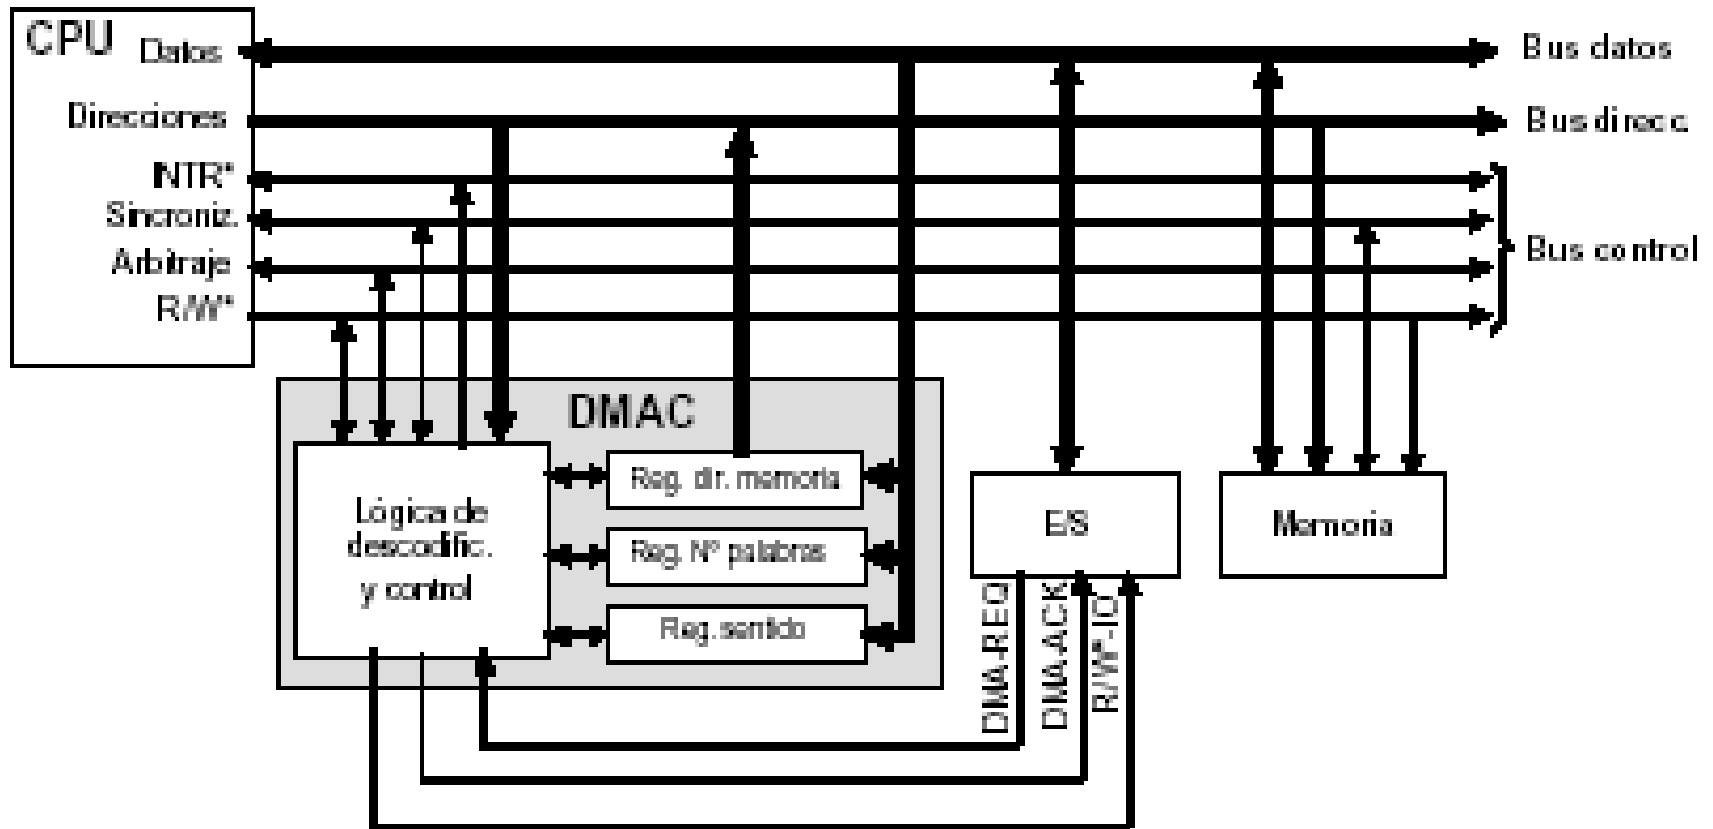 CPU
Datos
Bus datos
Direcciones
Bus direcc.
INTR*
Sincroniz.
Arbitraje
Bus control
R/W*
DMAC
Reg. dir. memoria
Lógica de
descodific.
y control
Reg. Nº palabras
Reg. sentido
E/S
Memoria
DMA-REQ
DMA-ACK
R/W*-IO